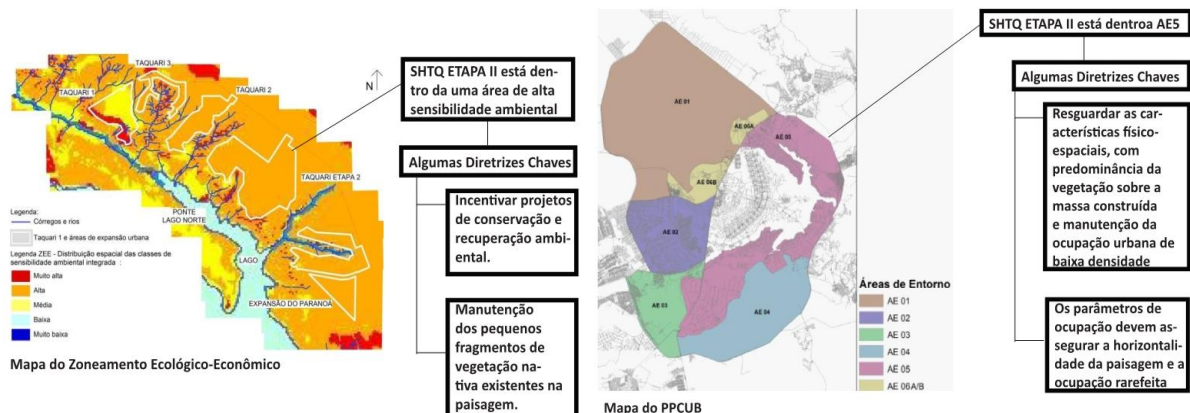 TAQUARI 3
TAQUARI 1
TAQUARI 2
N
TAQUARI ETAPA 2
PONTE
LAGO NORTE
LAGO
EXPANSÃO DO PARANOÁ
Legenda:
Córregos e rios
Taquari 1 e áreas de expansão urbana
Legenda ZEE - Distribuição espacial das classes de
sensibilidade ambiental integrada :
Muito alta
Alta
Média
Baixa
Muito baixa
Mapa do Zoneamento Ecológico-Econômico
SHTQ ETAPA II está den-
tro da uma área de alta
sensibilidade ambiental
Algumas Diretrizes Chaves
Incentivar projetos
de conservação e
recuperação ambi-
ental.
Manutenção
dos pequenos
fragmentos de
vegetação na-
tiva existentes na
paisagem.
AE 01
AE 06A
AE 05
AE 06B
AE 02
AE 03
AE 04
Áreas de Entorno
AE 01
AE 02
AE 03
AE 04
AE 05
AE 06A/B
Mapa do PPCUB
SHTQ ETAPA II está dentroa AE5
Algumas Diretrizes Chaves
Resguardar as car-
acterísticas físico-
espaciais, com
predominância da
vegetação sobre a
massa construída
e manutenção da
ocupação urbana de
baixa densidade
Os parâmetros de
ocupação devem as-
segurar a horizontali-
dade da paisagem e a
ocupação rarefeita